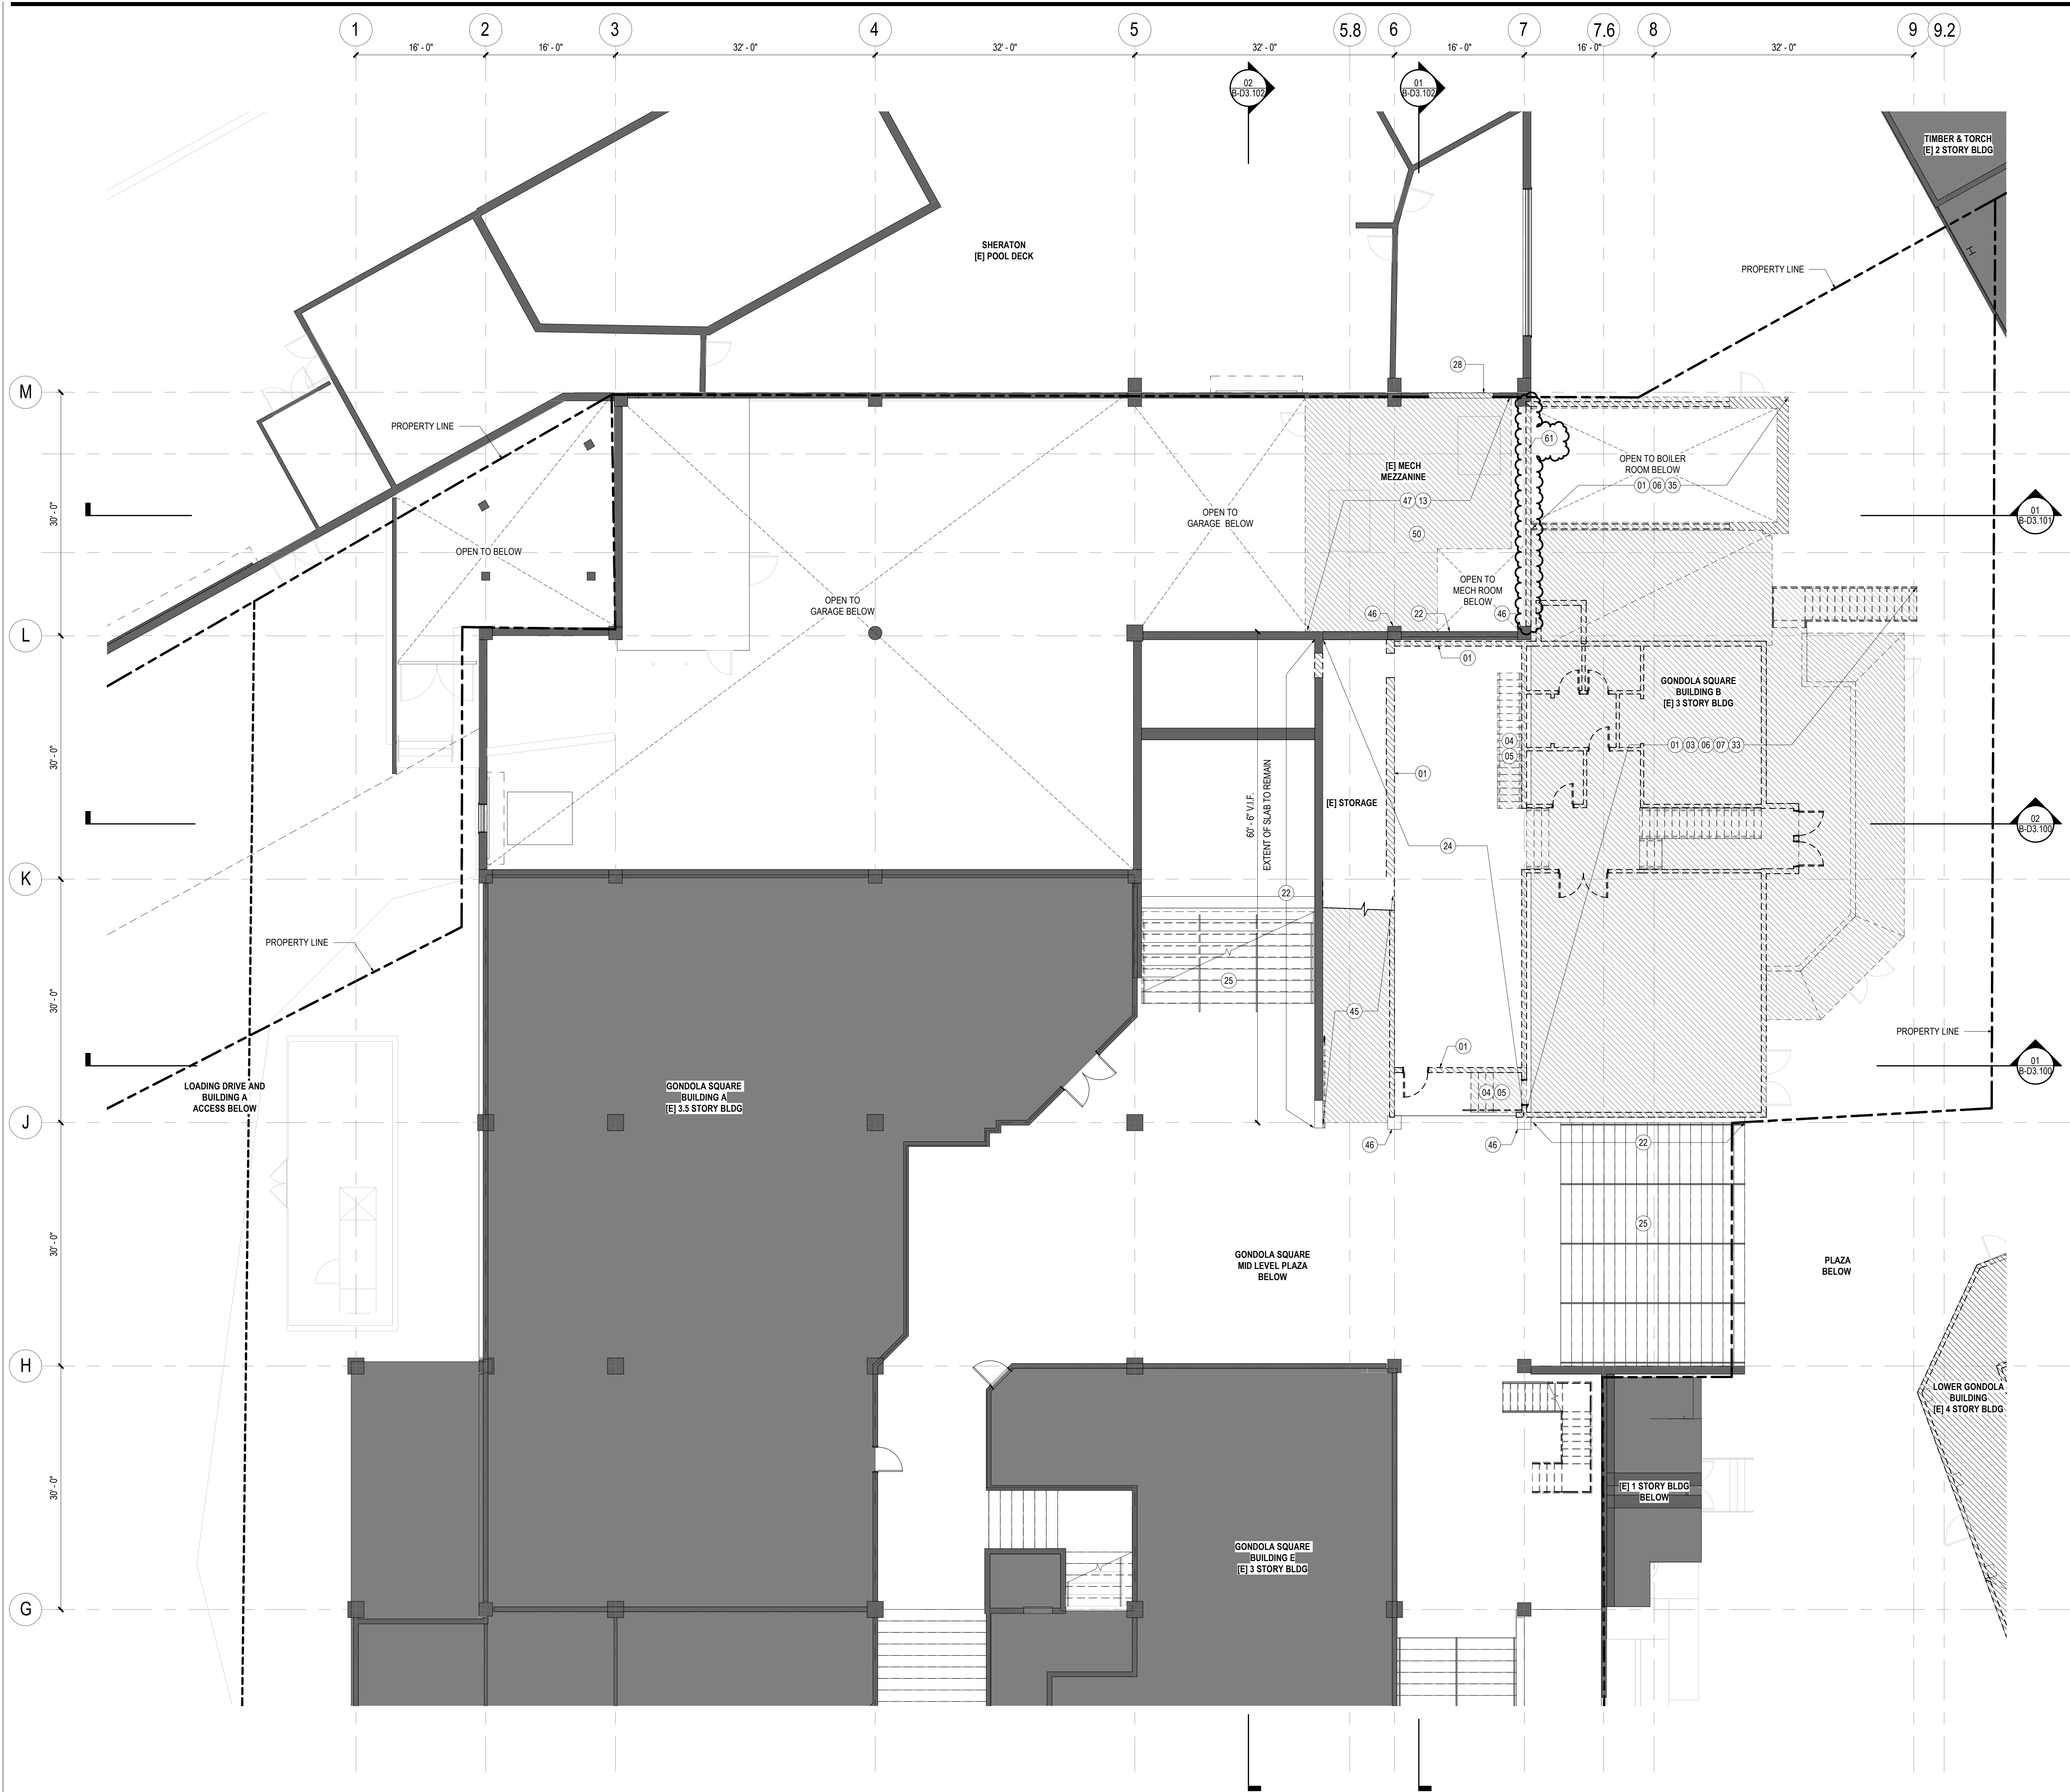 1
2
3
4
5
5.8
6
7
7.6
8
9
9.2
16' - 0"
16' - 0"
32' - 0"
32' - 0"
32' - 0"
16' - 0"
16' - 0"
32' - 0"
02
B-D3.102
01
B-D3.102
TIMBER & TORCH
[E] 2 STORY BLDG
SHERATON
[E] POOL DECK
PROPERTY LINE
28
M
PROPERTY LINE
61
[E] MECH
MEZZANINE
OPEN TO BOILER
ROOM BELOW
01
06
35
47
13
30' - 0"
OPEN TO
GARAGE BELOW
01
B-D3.101
50
OPEN TO BELOW
OPEN TO
MECH ROOM
BELOW
OPEN TO
GARAGE BELOW
46
22
46
L
01
GONDOLA SQUARE
BUILDING B
[E] 3 STORY BLDG
04
05
01
03
06
07
33
30' - 0"
01
[E] STORAGE
60' - 6" V.I.F.
EXTENT OF SLAB TO REMAIN
02
B-D3.100
24
K
22
PROPERTY LINE
25
30' - 0"
45
PROPERTY LINE
01
01
B-D3.100
LOADING DRIVE AND
BUILDING A
ACCESS BELOW
GONDOLA SQUARE
BUILDING A
[E] 3.5 STORY BLDG
04
05
J
46
46
22
25
30' - 0"
GONDOLA SQUARE
MID LEVEL PLAZA
BELOW
PLAZA
BELOW
H
LOWER GONDOLA
BUILDING
[E] 4 STORY BLDG
30' - 0"
[E] 1 STORY BLDG
BELOW
GONDOLA SQUARE
BUILDING E
[E] 3 STORY BLDG
G